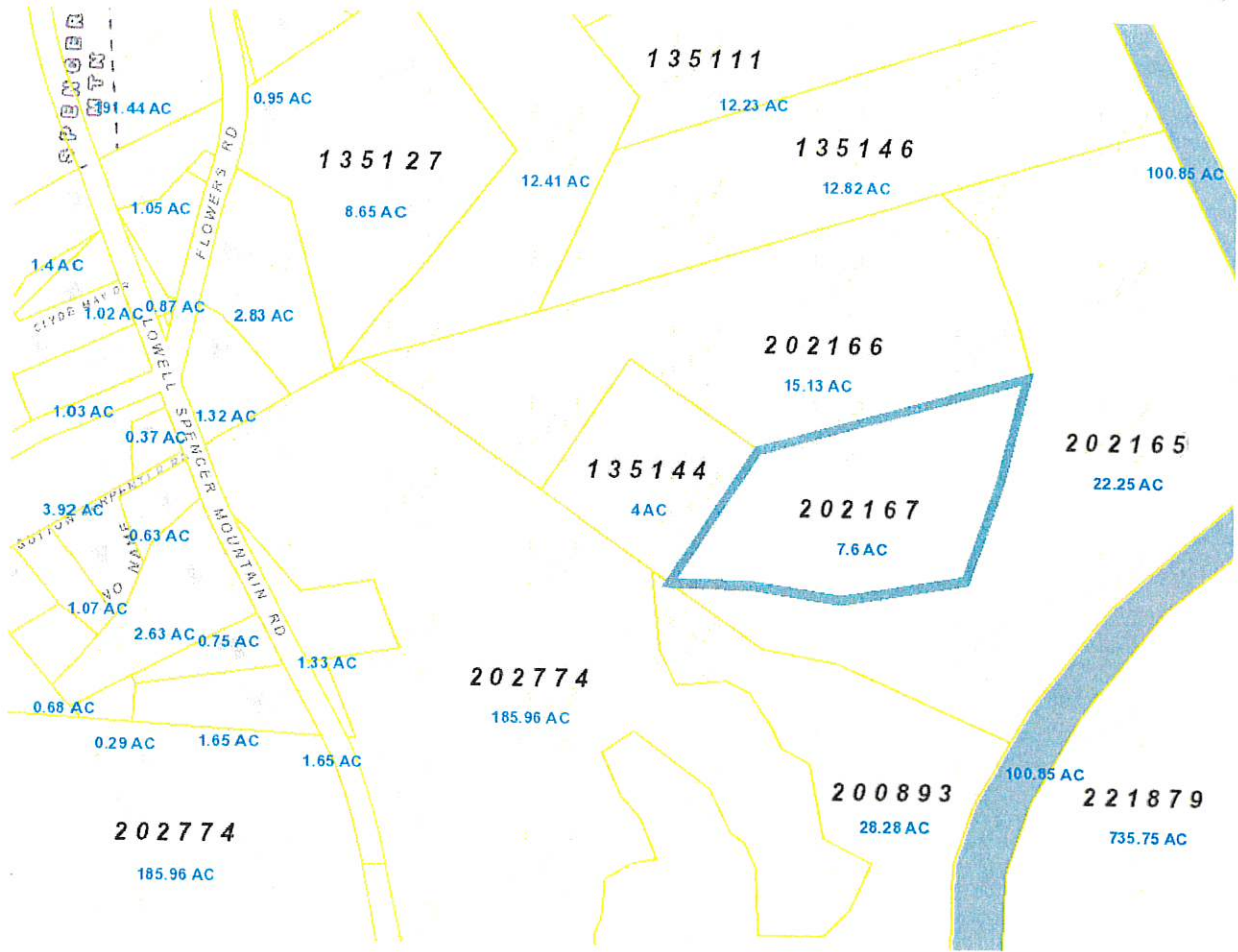 SPENCER
MTN
191.44 AC
0.95 AC
135111
12.23 AC
135127
8.65 AC
12.41 AC
135146
12.82 AC
100.85 AC
FLOWERS RD
1.05 AC
1.4 AC
CLYDE MAY DR
1.02 AC
0.87 AC
2.83 AC
LOWELL SPENCER MOUNTAIN RD
202166
15.13 AC
1.03 AC
1.32 AC
0.37 AC
135144
4 AC
202167
7.6 AC
202165
22.25 AC
3.92 AC
0.63 AC
1.07 AC
2.63 AC
0.75 AC
1.33 AC
202774
185.96 AC
0.68 AC
0.29 AC
1.65 AC
1.65 AC
100.85 AC
200893
28.28 AC
221879
735.75 AC
202774
185.96 AC